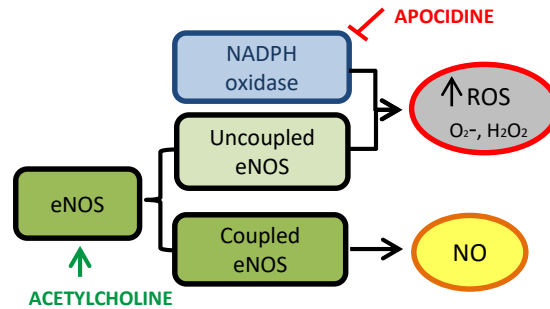 APOCIDINE
NADPH
oxidase
ROS
O₂-, H₂O₂
Uncoupled
eNOS
eNOS
Coupled
eNOS
NO
ACETYLCHOLINE